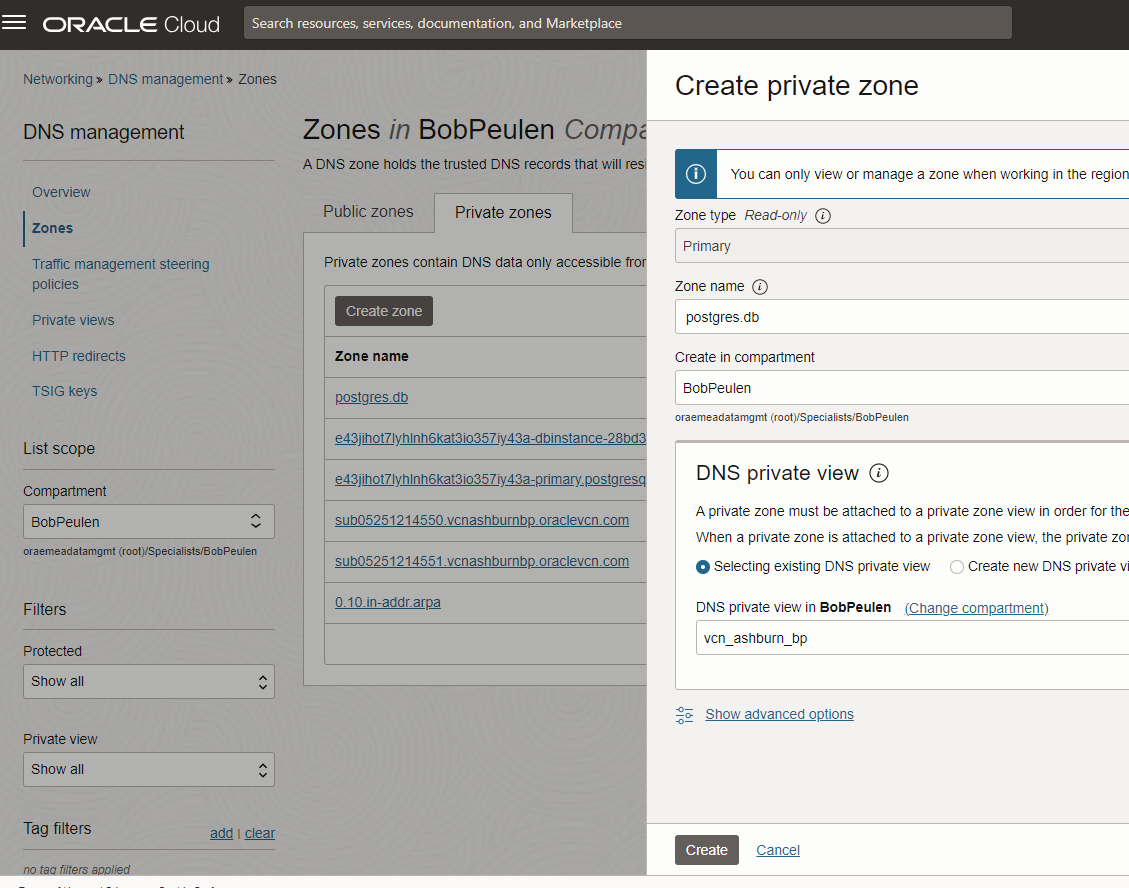 ORACLE Cloud
Search resources, services, documentation, and Marketplace
Networking » DNS management » Zones
DNS management
Overview
Zones
Traffic management steering
policies
Private views
HTTP redirects
TSIG keys
List scope
Compartment
BobPeulen
oraemeadatamgmt (root)/Specialists/BobPeulen
Filters
Protected
Show all
Private view
Show all
Tag filters
add | clear
no tag filters applied
Zones in BobPeulen Compa
A DNS zone holds the trusted DNS records that will resi
Public zones
Private zones
Private zones contain DNS data only accessible fror
Create zone
Zone name
postgres.db
e43jihot7lyhlnh6kat3io357iy43a-dbinstance-28bd3
e43jihot7lyhlnh6kat3io357iy43a-primary.postgresq
sub05251214550.vcnashburnbp.oraclevcn.com
sub05251214551.vcnashburnbp.oraclevcn.com
0.10.in-addr.arpa
Create private zone
You can only view or manage a zone when working in the region
Zone type Read-only
Primary
Zone name
postgres.db
Create in compartment
BobPeulen
oraemeadatamgmt (root)/Specialists/BobPeulen
DNS private view
A private zone must be attached to a private zone view in order for the
When a private zone is attached to a private zone view, the private zor
Selecting existing DNS private view
Create new DNS private vi
DNS private view in BobPeulen (Change compartment)
vcn_ashburn_bp
Show advanced options
Create
Cancel